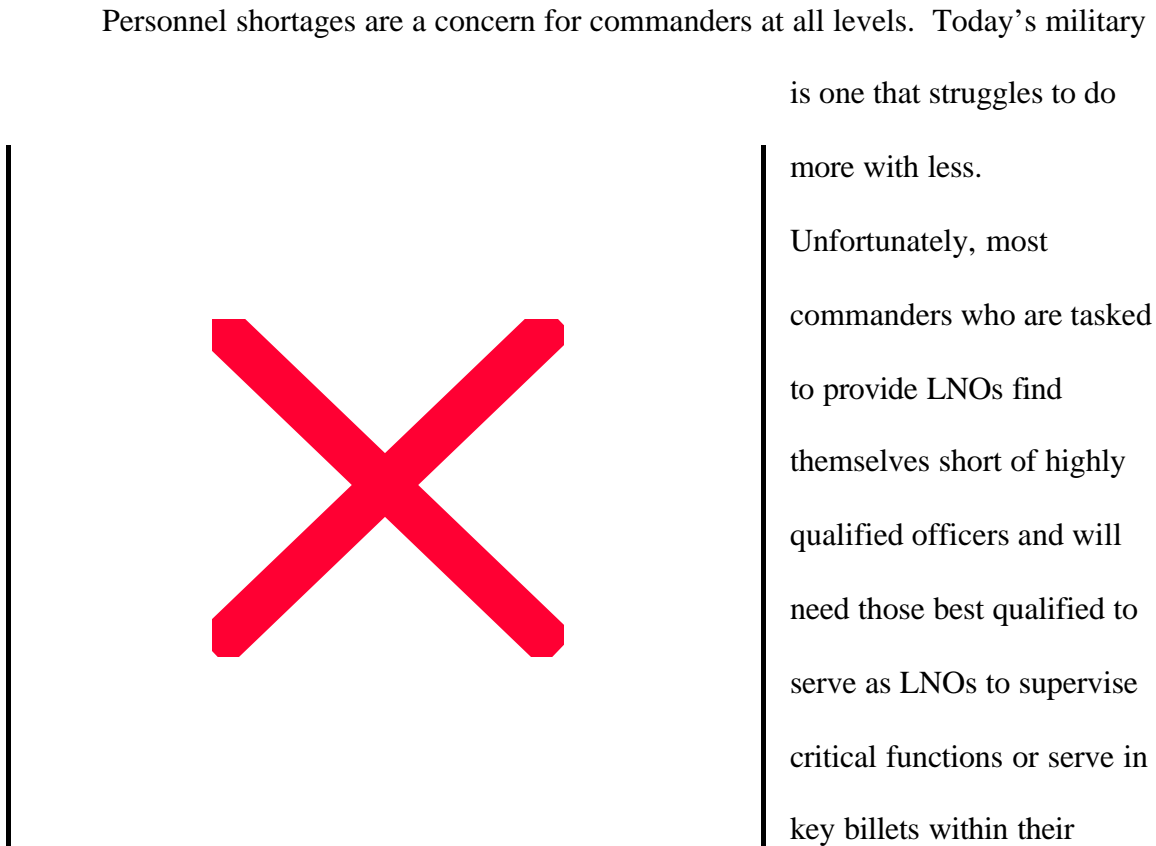 Personnel shortages are a concern for commanders at all levels.  Today’s military
is one that struggles to do
more with less.
Unfortunately, most
commanders who are tasked
to provide LNOs find
themselves short of highly
qualified officers and will
need those best qualified to
serve as LNOs to supervise
critical functions or serve in
key billets within their